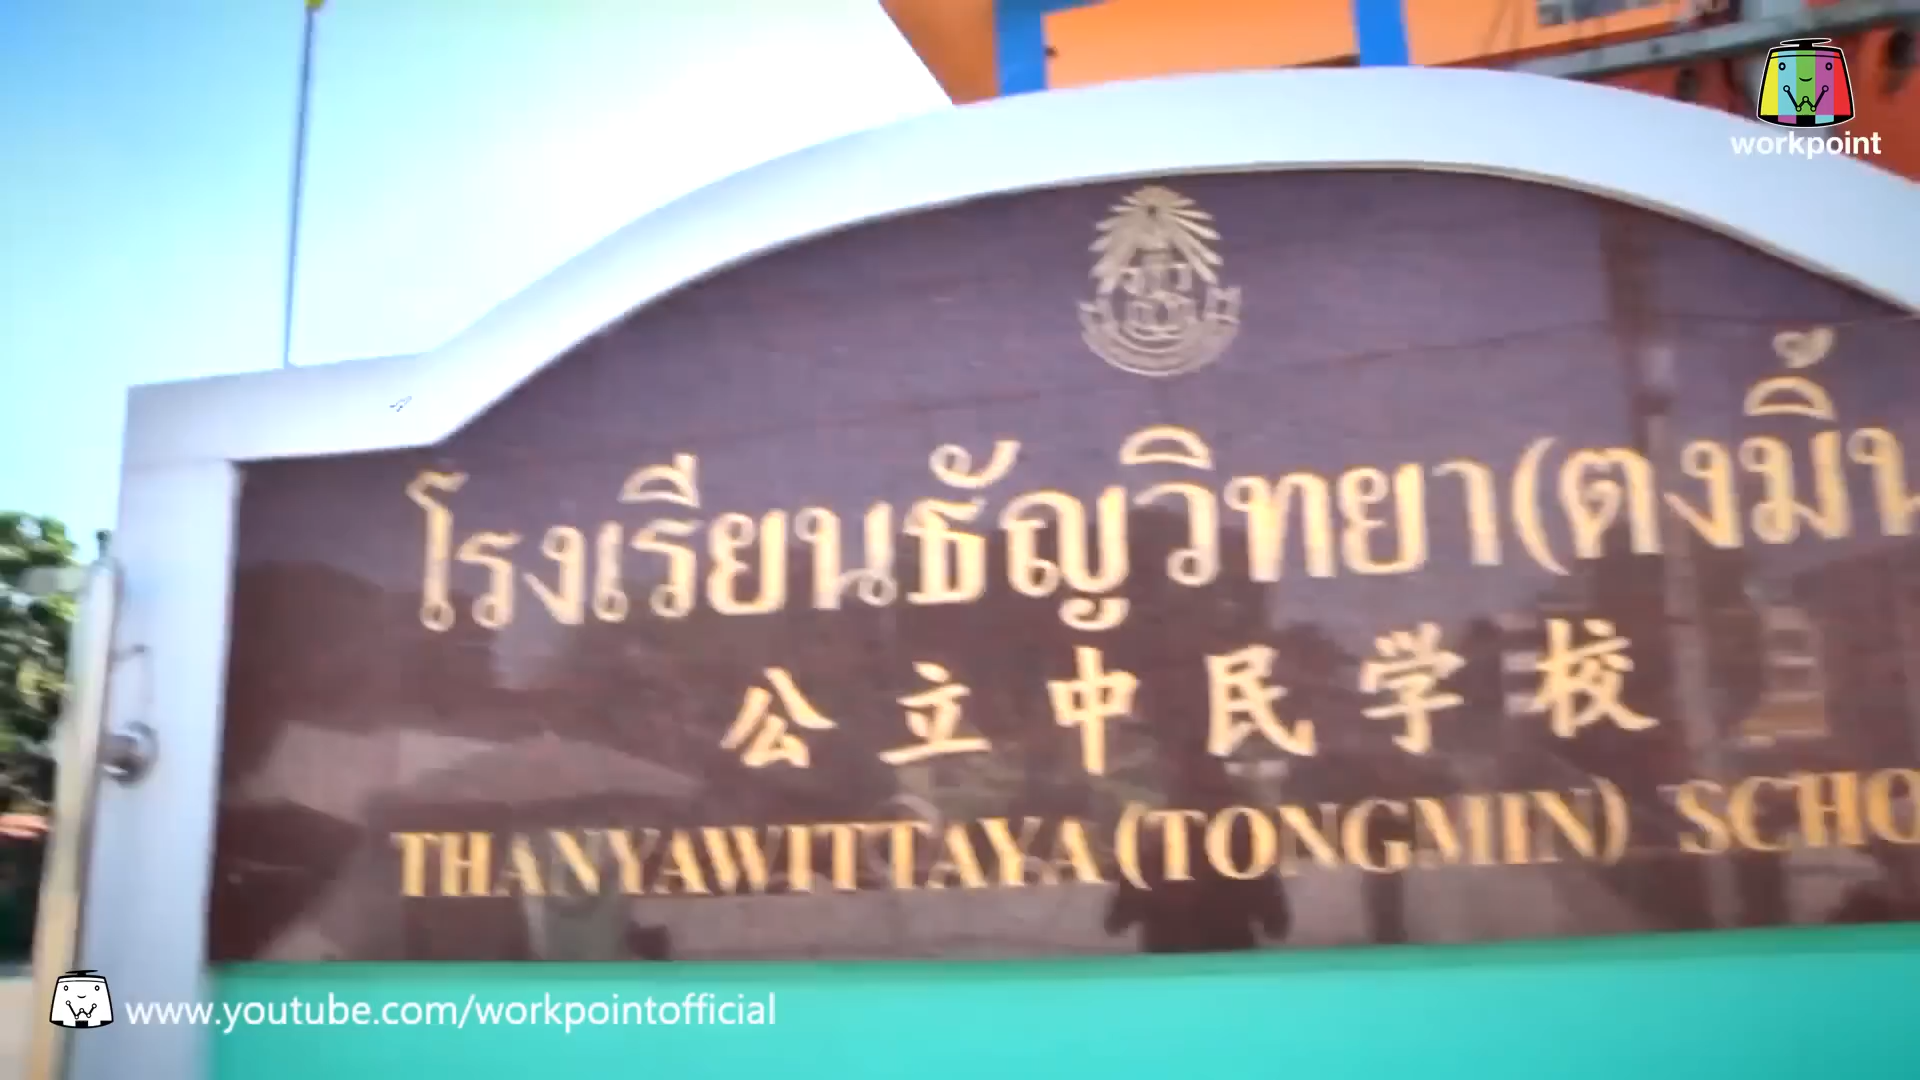 workpoint
โรงเรียนธัญวิทยา(ตงมิ้น
公立中民学校
THANYAWITTAYA (TONGMIN) SCHO
www.youtube.com/workpointofficial